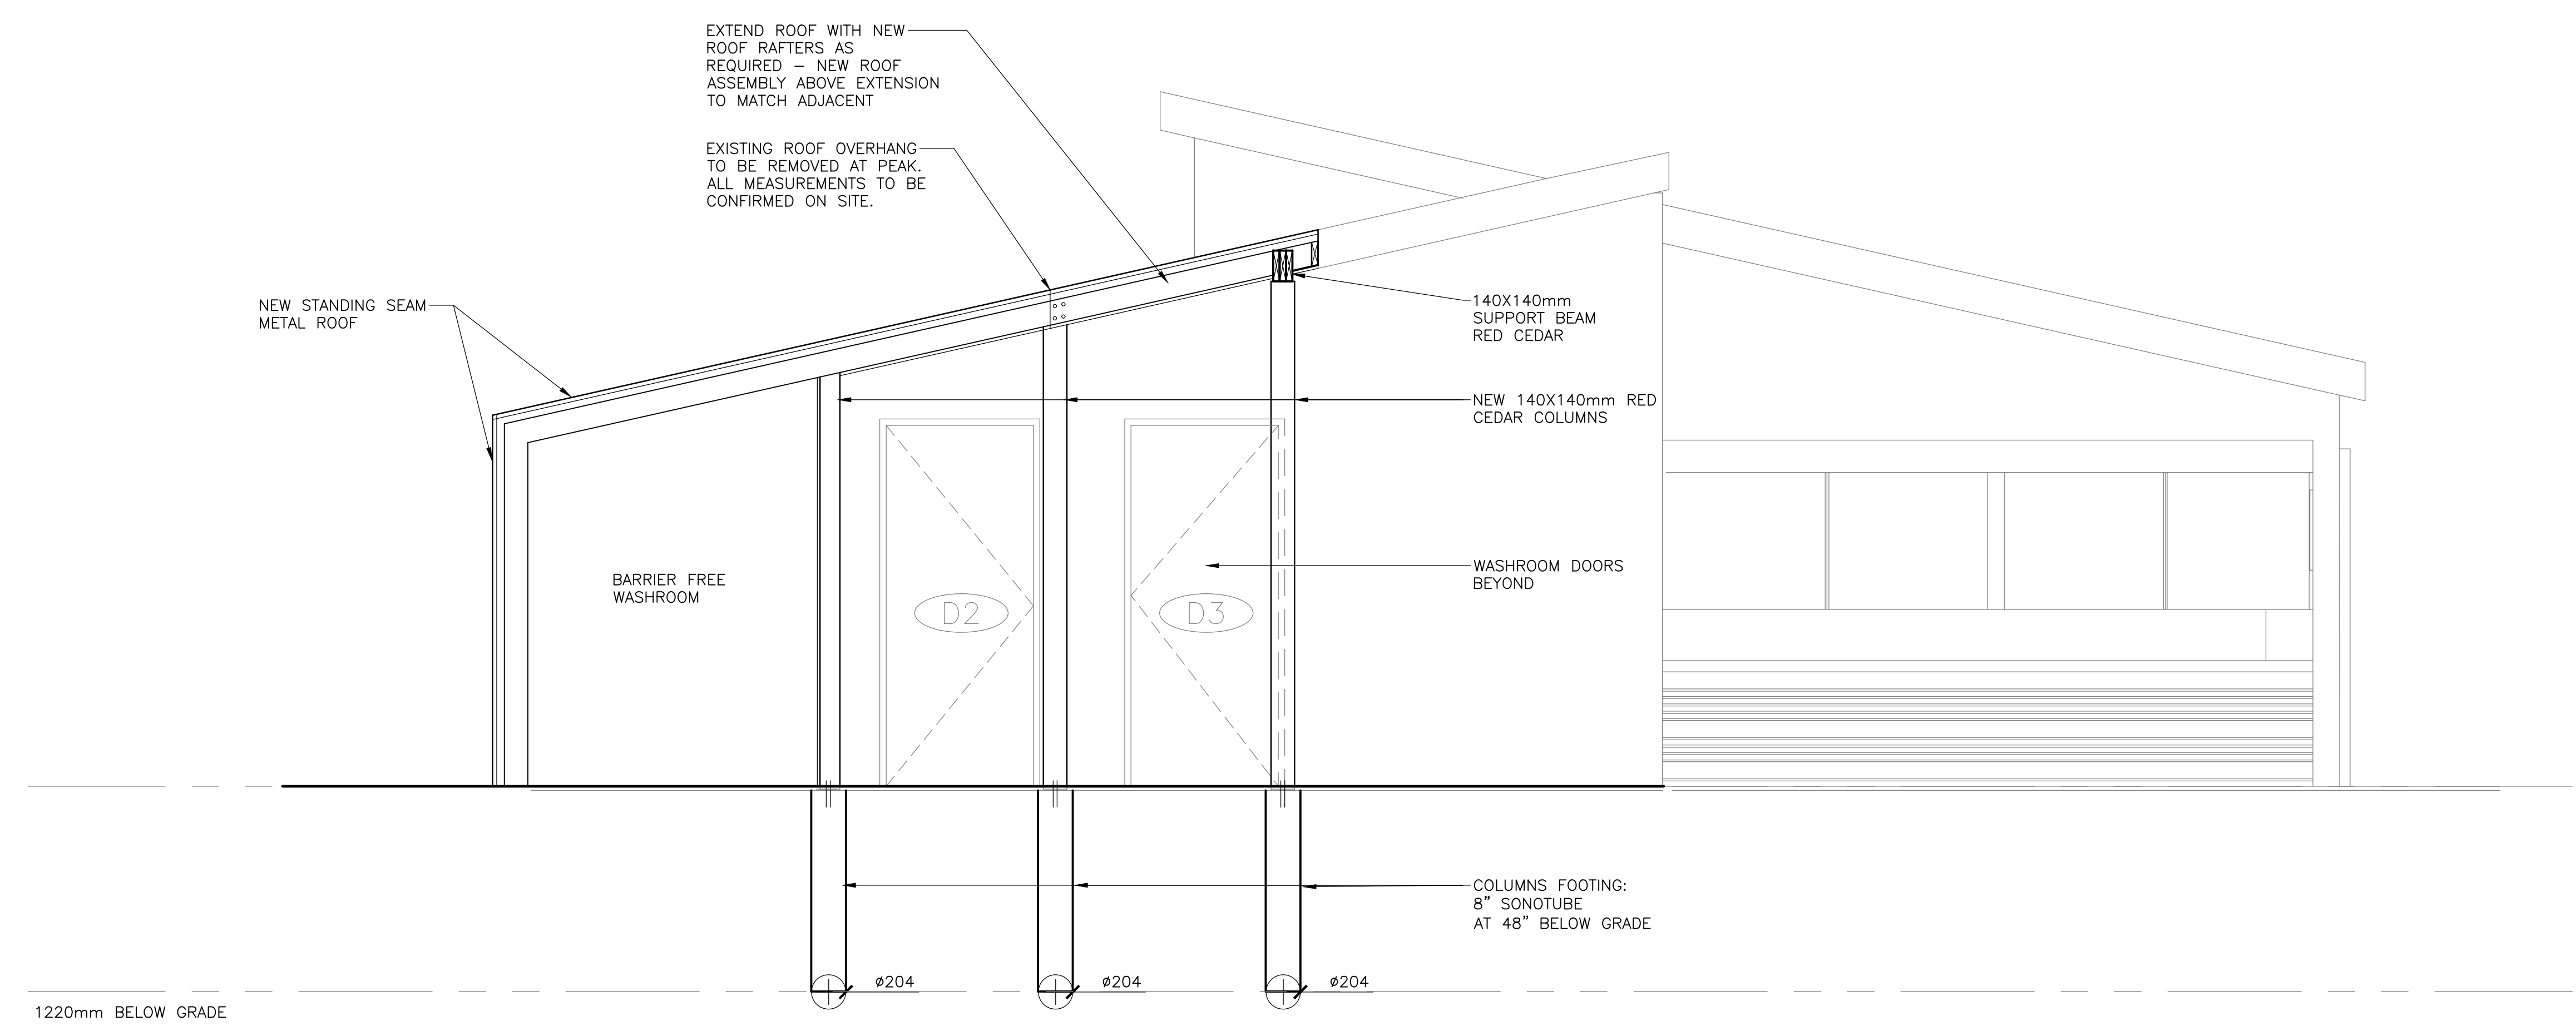 EXTEND ROOF WITH NEW
ROOF RAFTERS AS
REQUIRED – NEW ROOF
ASSEMBLY ABOVE EXTENSION
TO MATCH ADJACENT
EXISTING ROOF OVERHANG
TO BE REMOVED AT PEAK.
ALL MEASUREMENTS TO BE
CONFIRMED ON SITE.
NEW STANDING SEAM
METAL ROOF
140X140mm
SUPPORT BEAM
RED CEDAR
NEW 140X140mm RED
CEDAR COLUMNS
BARRIER FREE
WASHROOM
D2
D3
WASHROOM DOORS
BEYOND
COLUMNS FOOTING:
8” SONOTUBE
AT 48” BELOW GRADE
ø204
ø204
ø204
1220mm BELOW GRADE